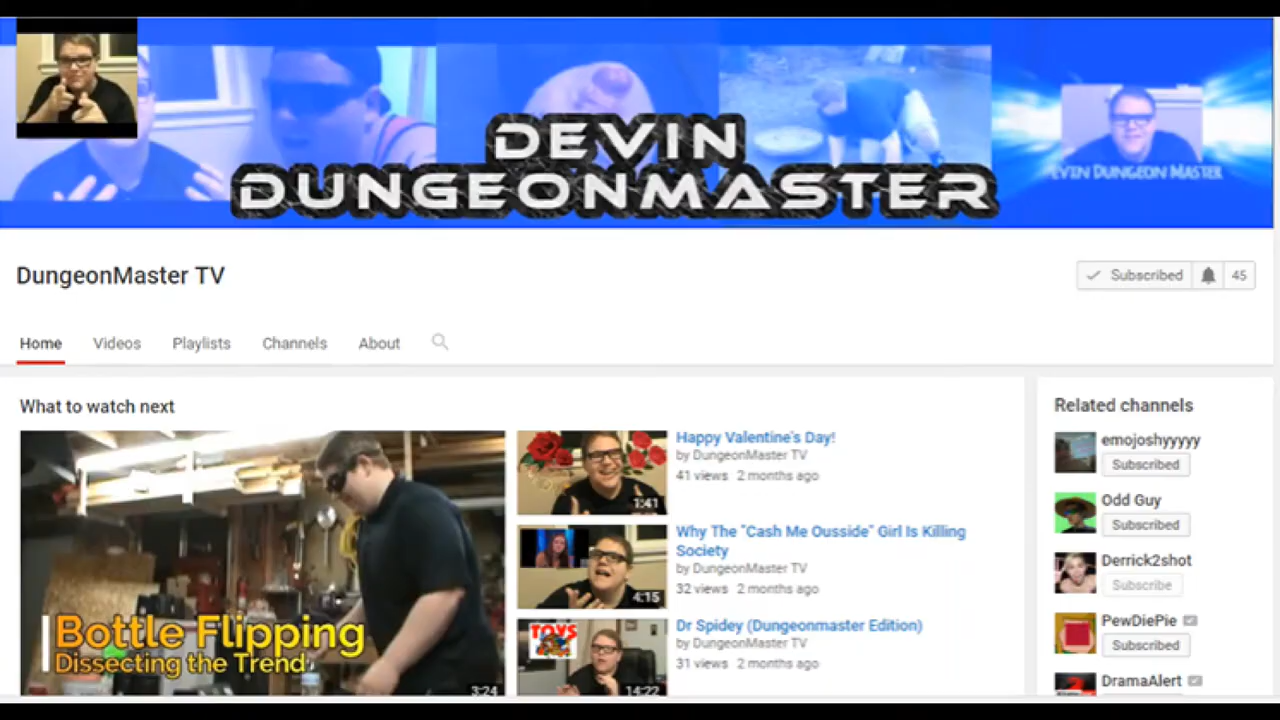 DEVIN
DUNGEONMASTER
EVIN DUNGEON MASTER
DungeonMaster TV
Subscribed 45
Home Videos Playlists Channels About
What to watch next
Bottle Flipping
Dissecting the Trend
3:24
Happy Valentine's Day!
by DungeonMaster TV
41 views 2 months ago
1:41
Why The "Cash Me Ousside" Girl Is Killing
Society
by DungeonMaster TV
32 views 2 months ago
4:15
TOYS
Dr Spidey (Dungeonmaster Edition)
by DungeonMaster TV
31 views 2 months ago
14:22
Related channels
emojoshyyyyy
Subscribed
Odd Guy
Subscribed
Derrick2shot
Subscribe
PewDiePie
Subscribed
DramaAlert